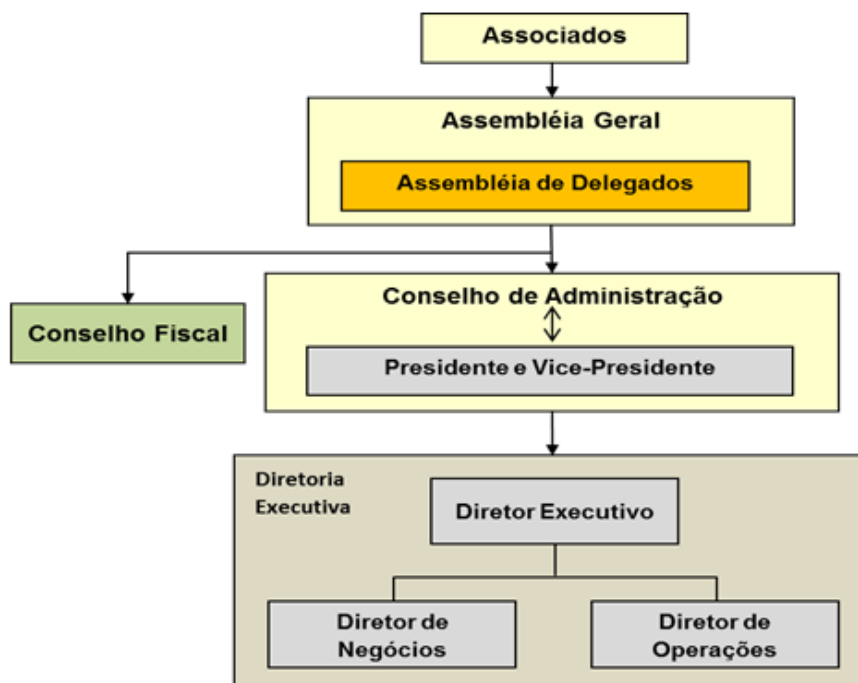 Associados
Assembléia Geral
Assembléia de Delegados
Conselho Fiscal
Conselho de Administração
Presidente e Vice-Presidente
Diretoria
Executiva
Diretor Executivo
Diretor de
Negócios
Diretor de
Operações